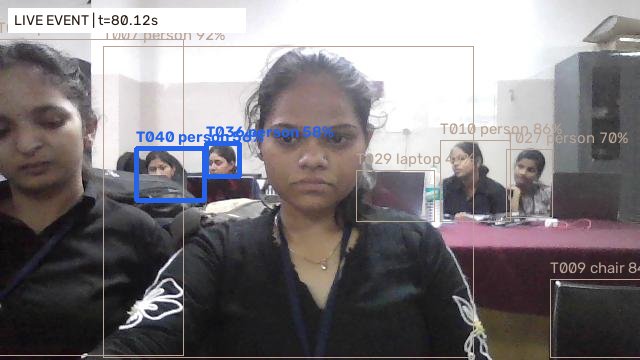 LIVE EVENT | t=80.12s
T007 person 92%
T040 person
T036 person 58%
T010 person 86%
T027 person 70%
T029 laptop
T009 chair